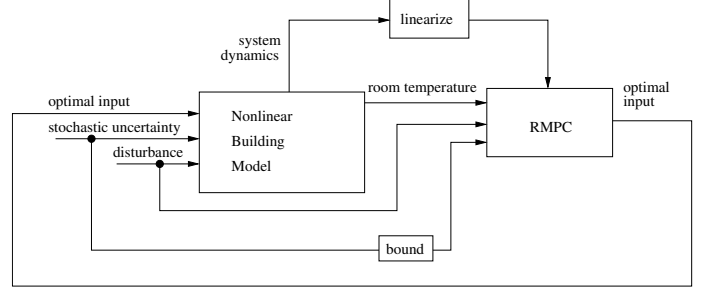 linearize
system
dynamics
optimal input
stochastic uncertainty
disturbance
Nonlinear
Building
Model
room temperature
RMPC
optimal
input
bound